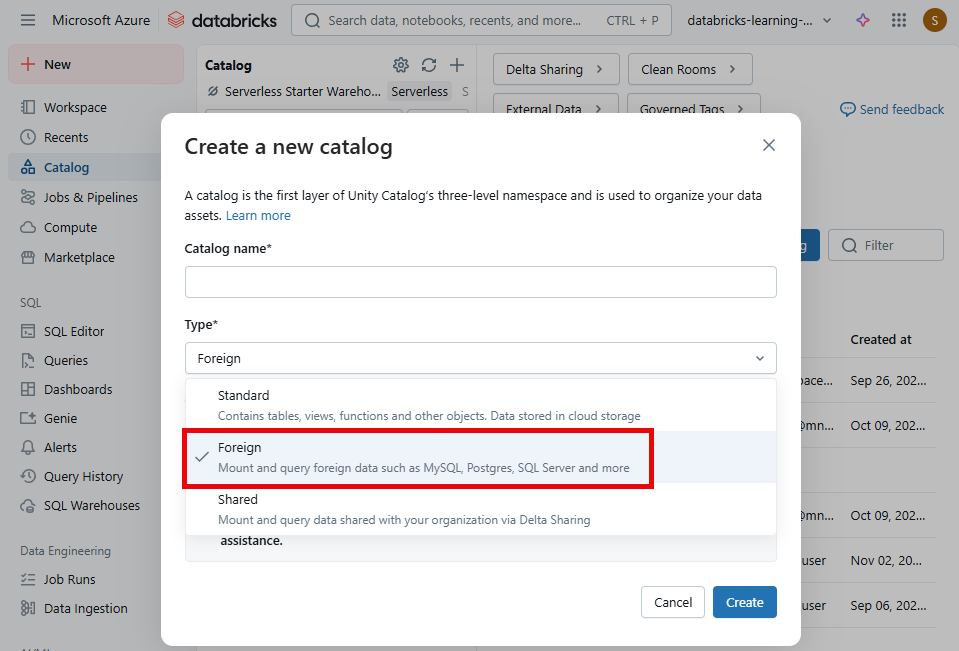 Microsoft Azure databricks Search data, notebooks, recents, and more... CTRL + P databricks-learning-... S
New
Workspace
Recents
Catalog
Jobs & Pipelines
Compute
Marketplace
SQL
SQL Editor
Queries
Dashboards
Genie
Alerts
Query History
SQL Warehouses
Data Engineering
Job Runs
Data Ingestion
Catalog
Serverless Starter Wareho... Serverless S
Delta Sharing Clean Rooms
External Data Governed Tags
Send feedback
Create a new catalog
A catalog is the first layer of Unity Catalog's three-level namespace and is used to organize your data
assets. Learn more
Catalog name*
Type*
Foreign
Standard
Contains tables, views, functions and other objects. Data stored in cloud storage
Foreign
Mount and query foreign data such as MySQL, Postgres, SQL Server and more
Shared
Mount and query data shared with your organization via Delta Sharing
assistance.
Cancel Create
g Filter
Created at
pace... Sep 26, 202...
@mn... Oct 09, 202...
@mn... Oct 09, 202...
user Nov 02, 20...
user Sep 06, 202...